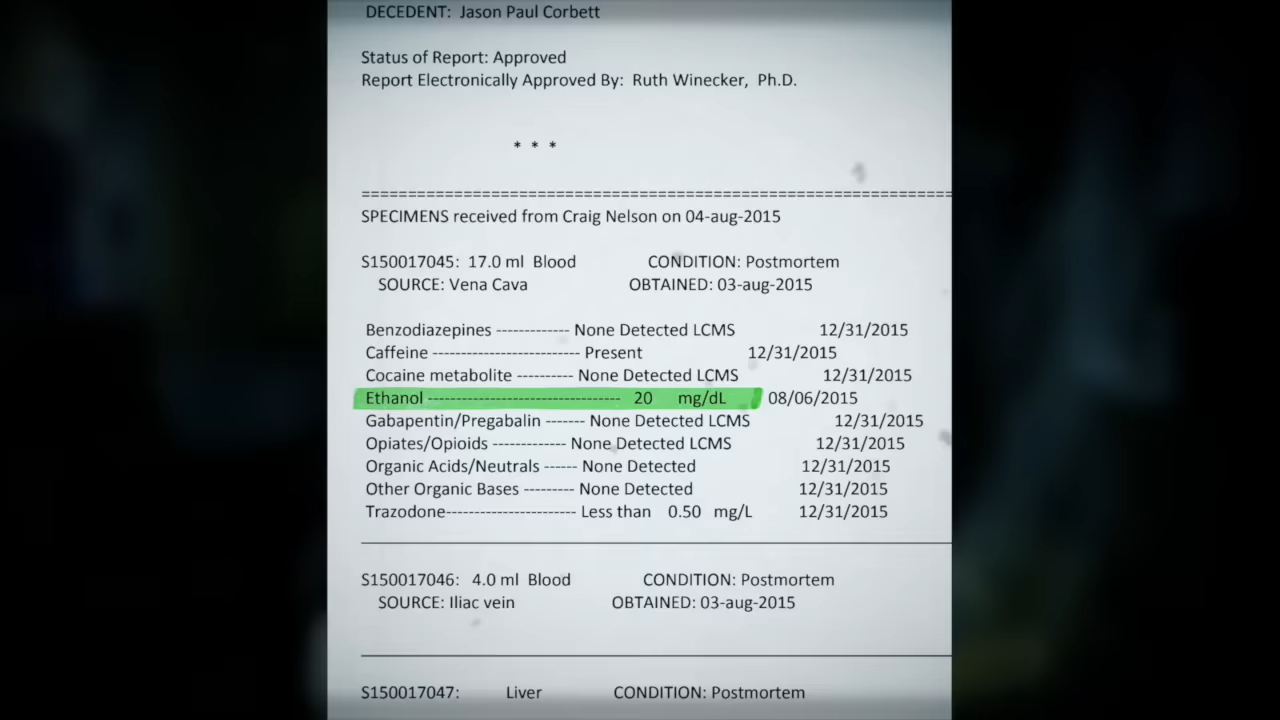 DECEDENT: Jason Paul Corbett
Status of Report: Approved
Report Electronically Approved By: Ruth Winecker, Ph.D.
* * *
================================================================================
SPECIMENS received from Craig Nelson on 04-aug-2015
S150017045: 17.0 ml Blood CONDITION: Postmortem
SOURCE: Vena Cava OBTAINED: 03-aug-2015
Benzodiazepines ------------- None Detected LCMS 12/31/2015
Caffeine -------------------------- Present 12/31/2015
Cocaine metabolite ---------- None Detected LCMS 12/31/2015
Ethanol ---------------------------------- 20 mg/dL 08/06/2015
Gabapentin/Pregabalin ------- None Detected LCMS 12/31/2015
Opiates/Opioids ------------- None Detected LCMS 12/31/2015
Organic Acids/Neutrals ------ None Detected 12/31/2015
Other Organic Bases --------- None Detected 12/31/2015
Trazodone----------------------- Less than 0.50 mg/L 12/31/2015
S150017046: 4.0 ml Blood CONDITION: Postmortem
SOURCE: Iliac vein OBTAINED: 03-aug-2015
S150017047: Liver CONDITION: Postmortem